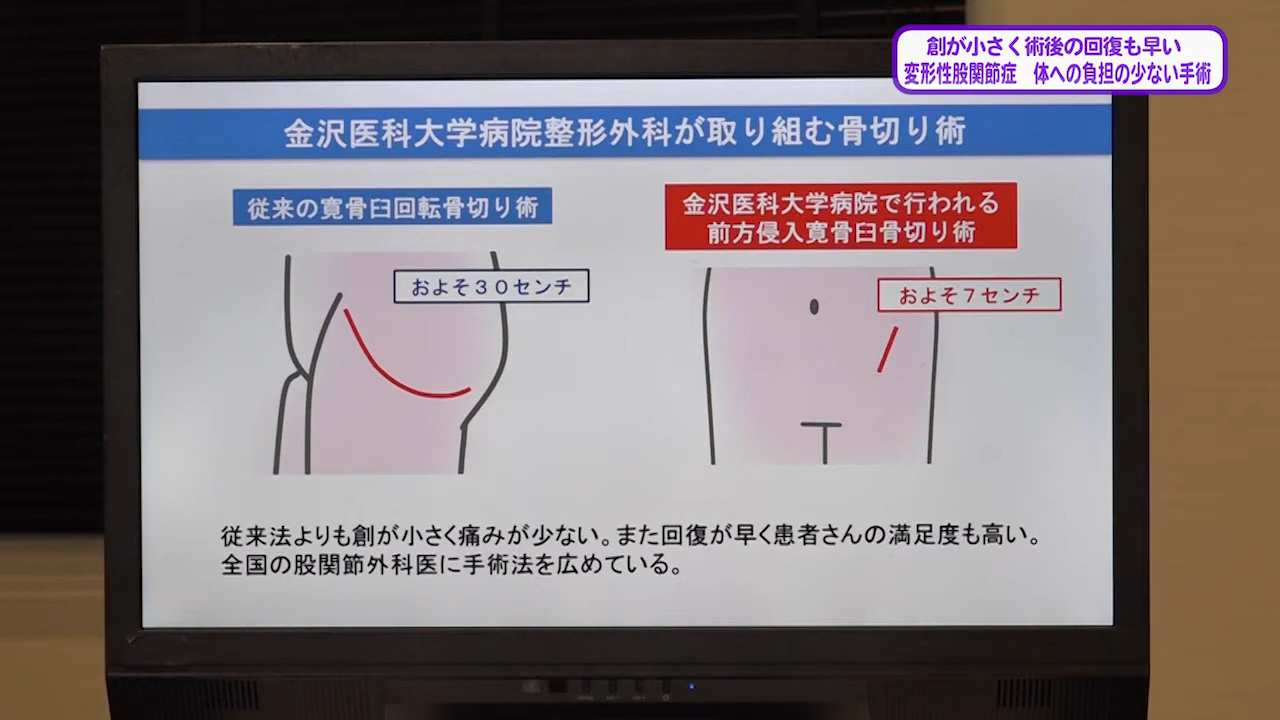 創が小さく術後の回復も早い
変形性股関節症　体への負担の少ない手術
金沢医科大学病院整形外科が取り組む骨切り術
従来の寛骨臼回転骨切り術
およそ３０センチ
金沢医科大学病院で行われる
前方侵入寛骨臼骨切り術
およそ７センチ
従来法よりも創が小さく痛みが少ない。また回復が早く患者さんの満足度も高い。
全国の股関節外科医に手術法を広めている。